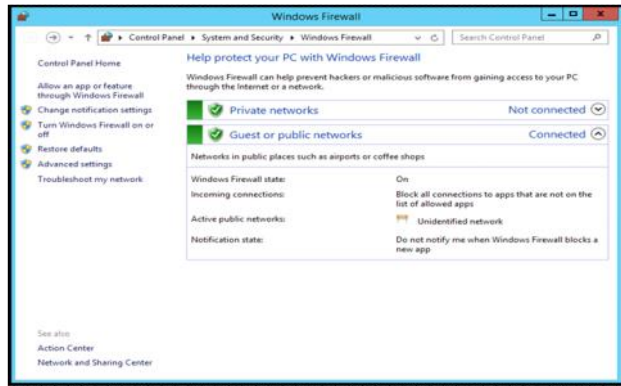 Windows Firewall
Control Panel ▸ System and Security ▸ Windows Firewall
Search Control Panel
Control Panel Home
Allow an app or feature
through Windows Firewall
Change notification settings
Turn Windows Firewall on or
off
Restore defaults
Advanced settings
Troubleshoot my network
See also
Action Center
Network and Sharing Center
Help protect your PC with Windows Firewall
Windows Firewall can help prevent hackers or malicious software from gaining access to your PC
through the Internet or a network.
Private networks Not connected
Guest or public networks Connected
Networks in public places such as airports or coffee shops
Windows Firewall state: On
Incoming connections: Block all connections to apps that are not on the
list of allowed apps
Active public networks: Unidentified network
Notification state: Do not notify me when Windows Firewall blocks a
new app